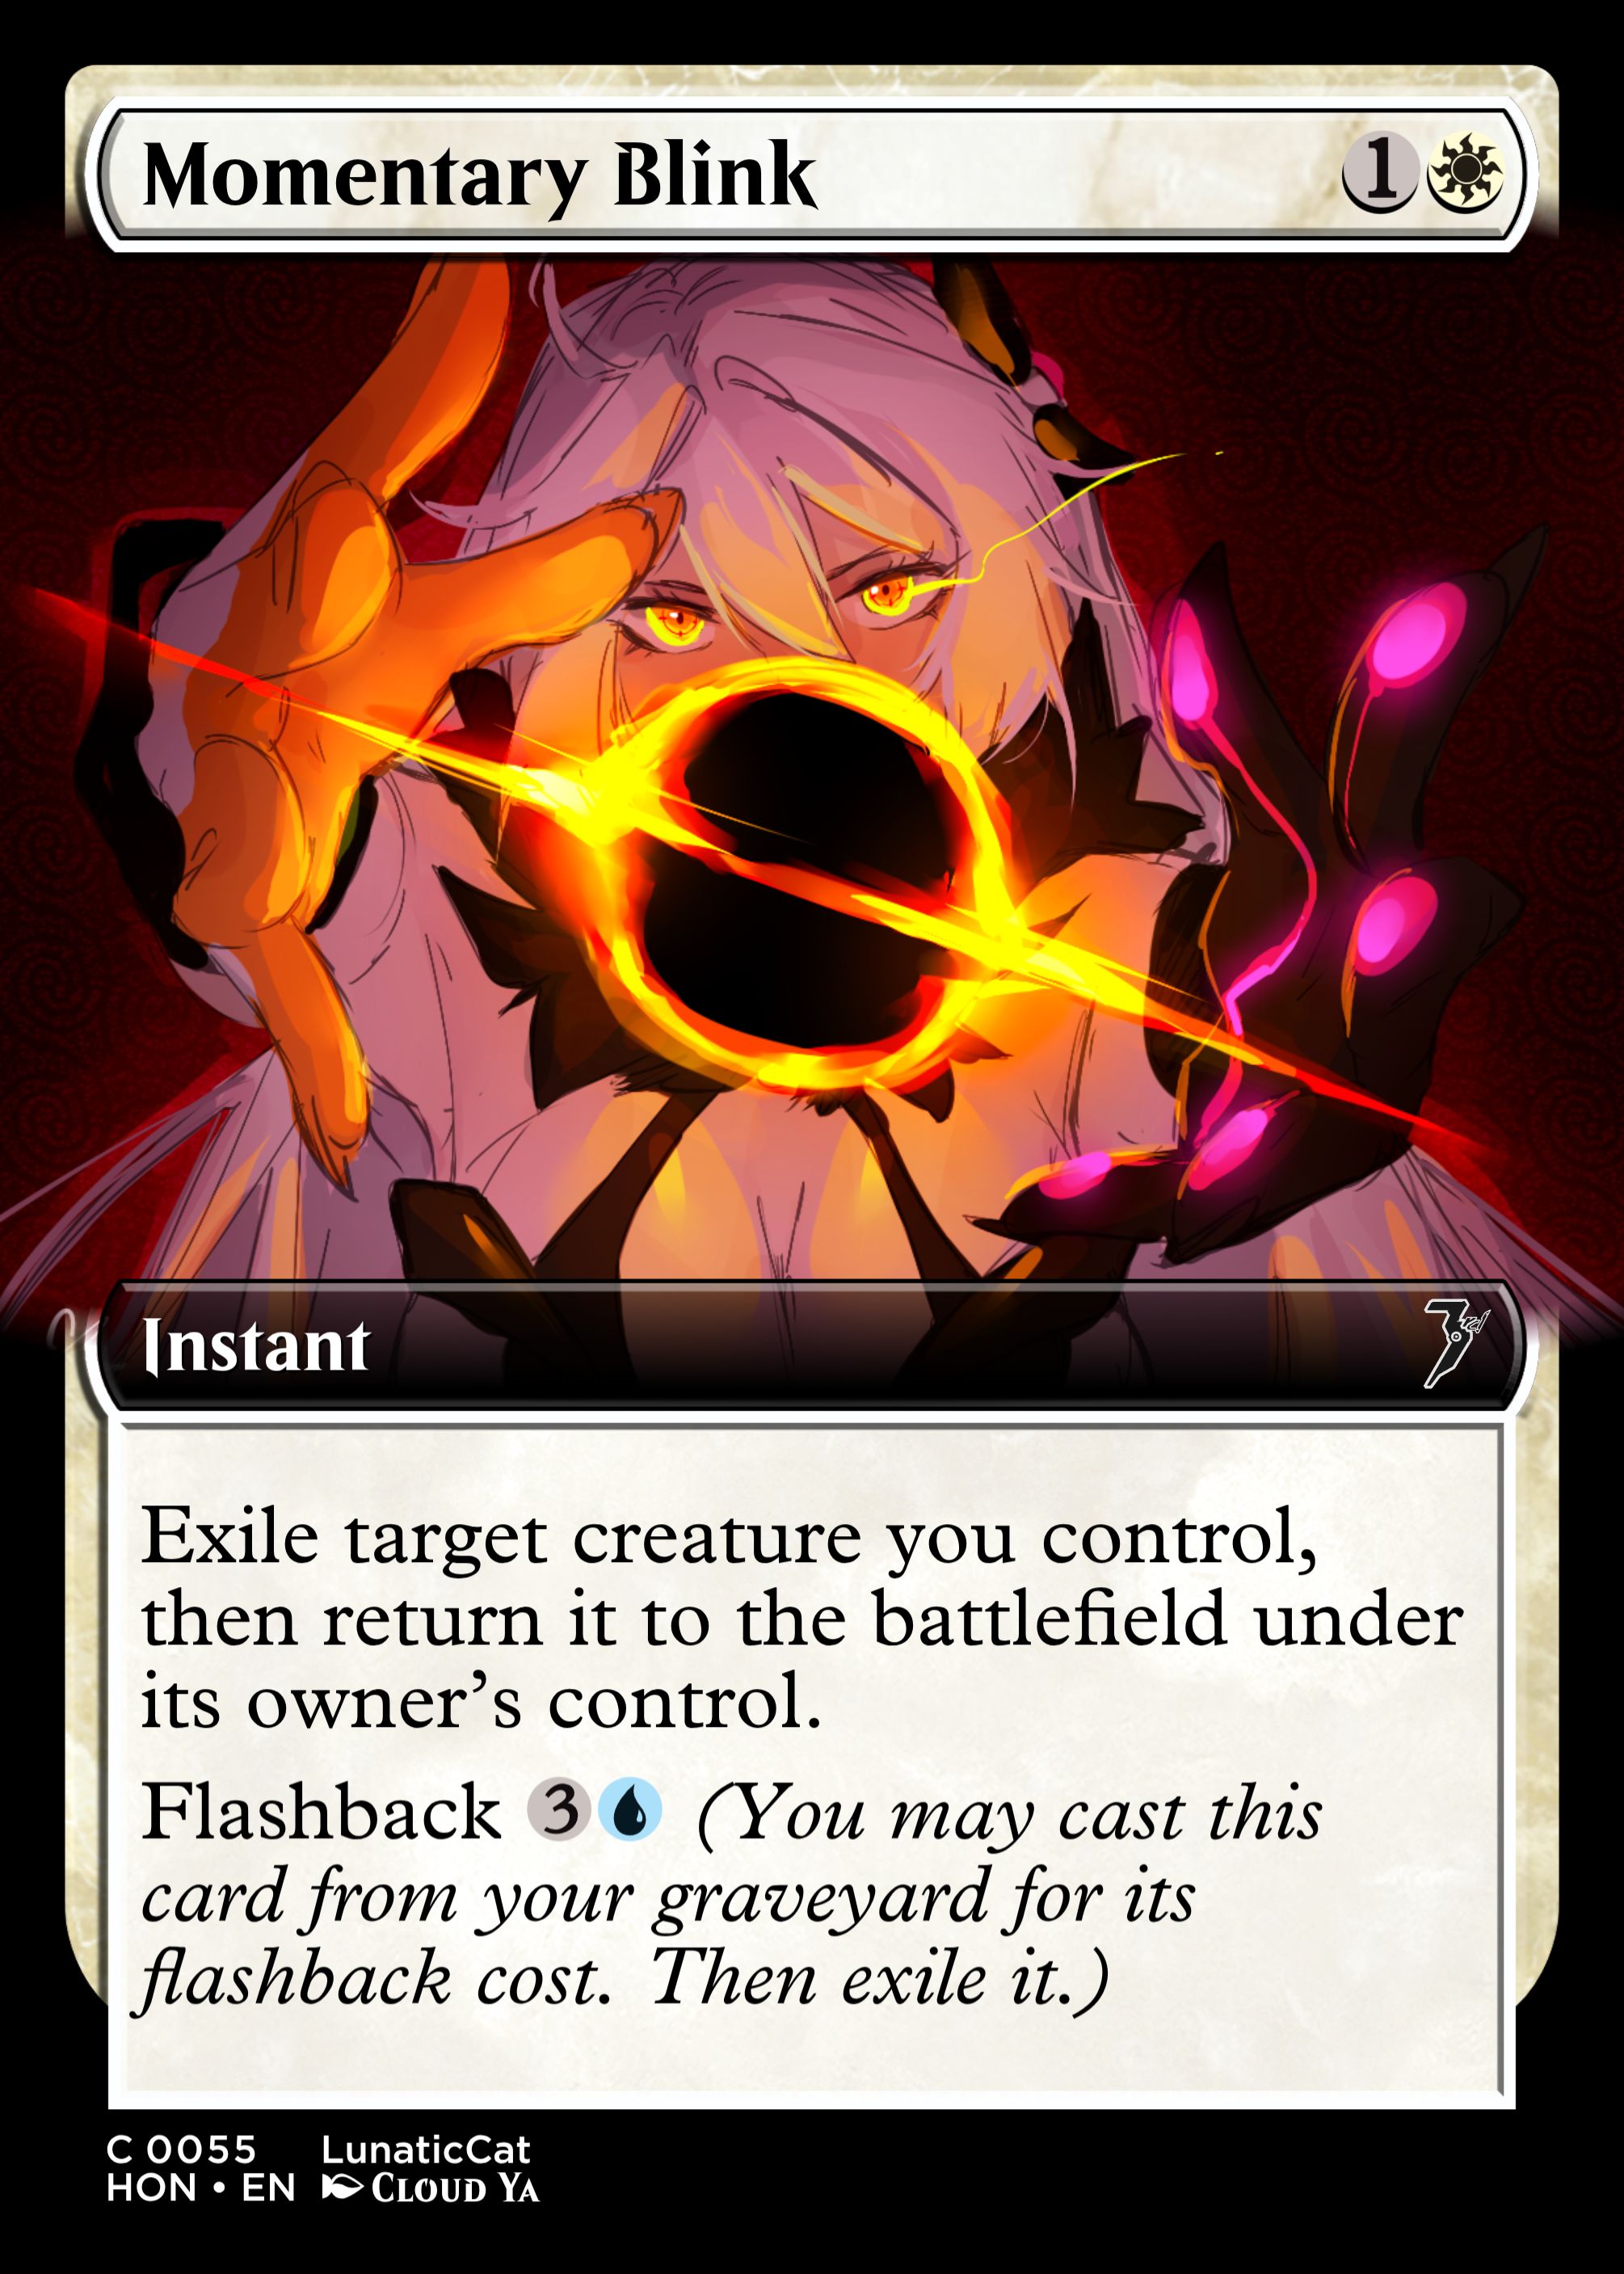 Momentary Blink 1
Instant
Exile target creature you control,
then return it to the battlefield under
its owner’s control.
Flashback 3 (You may cast this
card from your graveyard for its
flashback cost. Then exile it.)
C 0055 LunaticCat
HON • EN Cloud Ya